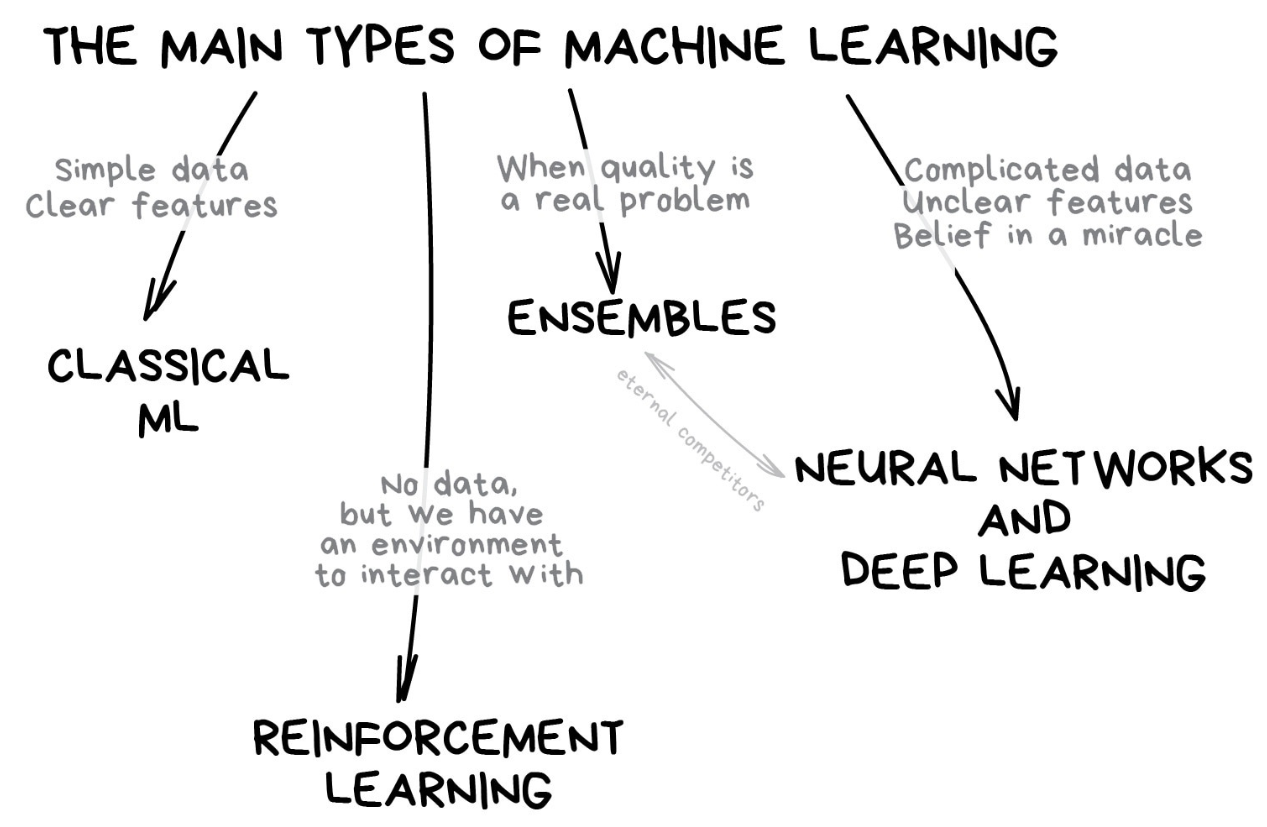 THE MAIN TYPES OF MACHINE LEARNING
Simple data
Clear features
CLASSICAL
ML
No data,
but we have
an environment
to interact with
REINFORCEMENT
LEARNING
When quality is
a real problem
ENSEMBLES
eternal competitors
Complicated data
Unclear features
Belief in a miracle
NEURAL NETWORKS
AND
DEEP LEARNING